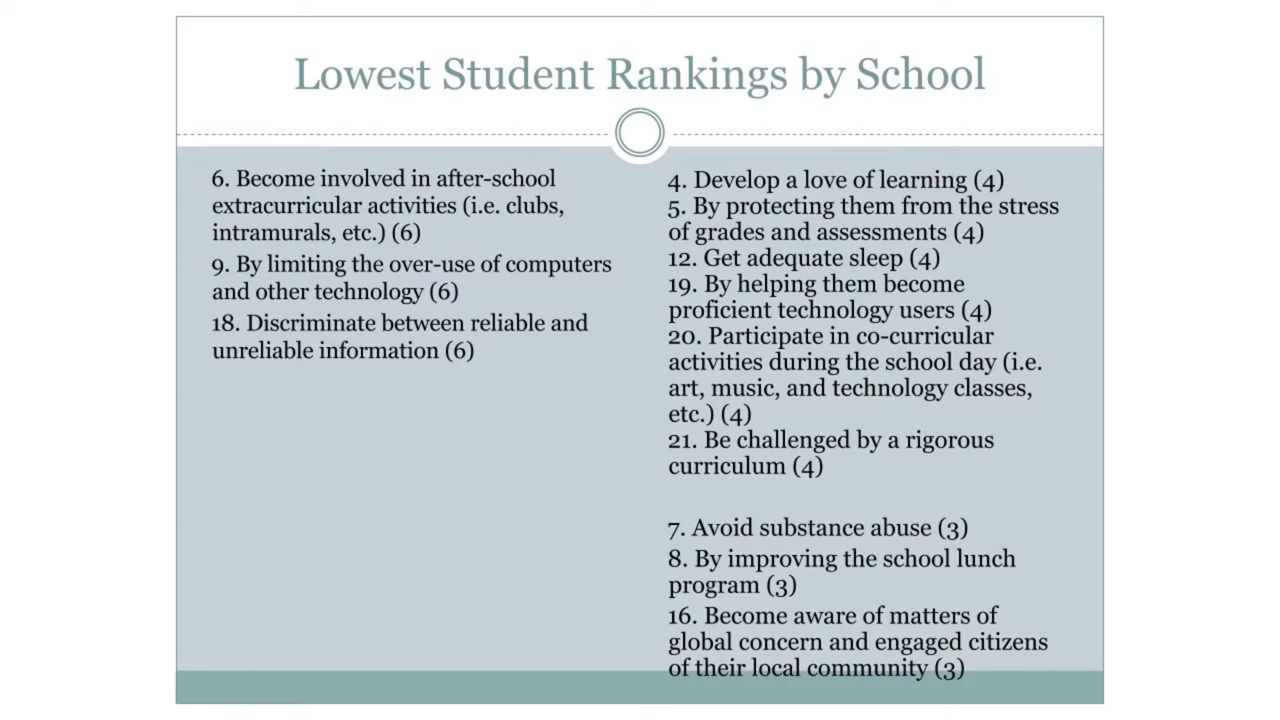 Lowest Student Rankings by School
6. Become involved in after-school
extracurricular activities (i.e. clubs,
intramurals, etc.) (6)
9. By limiting the over-use of computers
and other technology (6)
18. Discriminate between reliable and
unreliable information (6)
4. Develop a love of learning (4)
5. By protecting them from the stress
of grades and assessments (4)
12. Get adequate sleep (4)
19. By helping them become
proficient technology users (4)
20. Participate in co-curricular
activities during the school day (i.e.
art, music, and technology classes,
etc.) (4)
21. Be challenged by a rigorous
curriculum (4)
7. Avoid substance abuse (3)
8. By improving the school lunch
program (3)
16. Become aware of matters of
global concern and engaged citizens
of their local community (3)